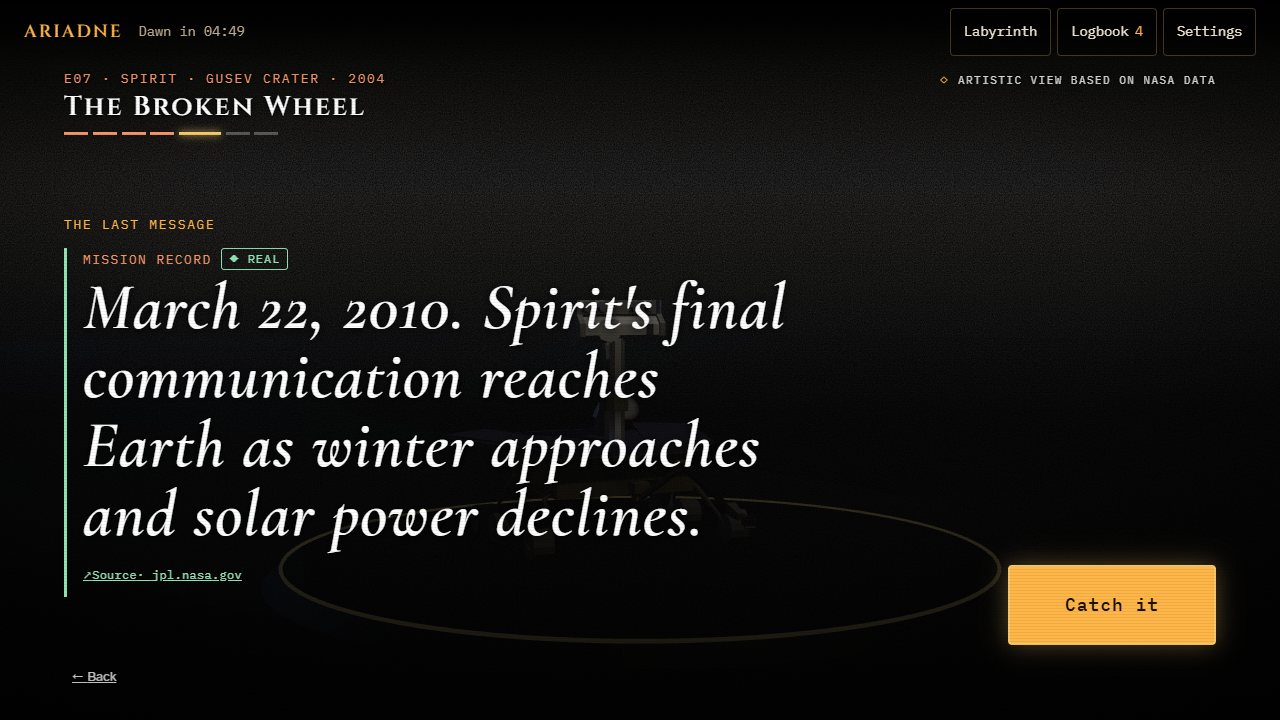 ARIADNE Dawn in 04:49 Labyrinth Logbook 4 Settings
E07 · SPIRIT · GUSEV CRATER · 2004
◇ ARTISTIC VIEW BASED ON NASA DATA
The Broken Wheel
THE LAST MESSAGE
MISSION RECORD ◆ REAL
March 22, 2010. Spirit's final
communication reaches
Earth as winter approaches
and solar power declines.
↗Source· jpl.nasa.gov
Catch it
← Back